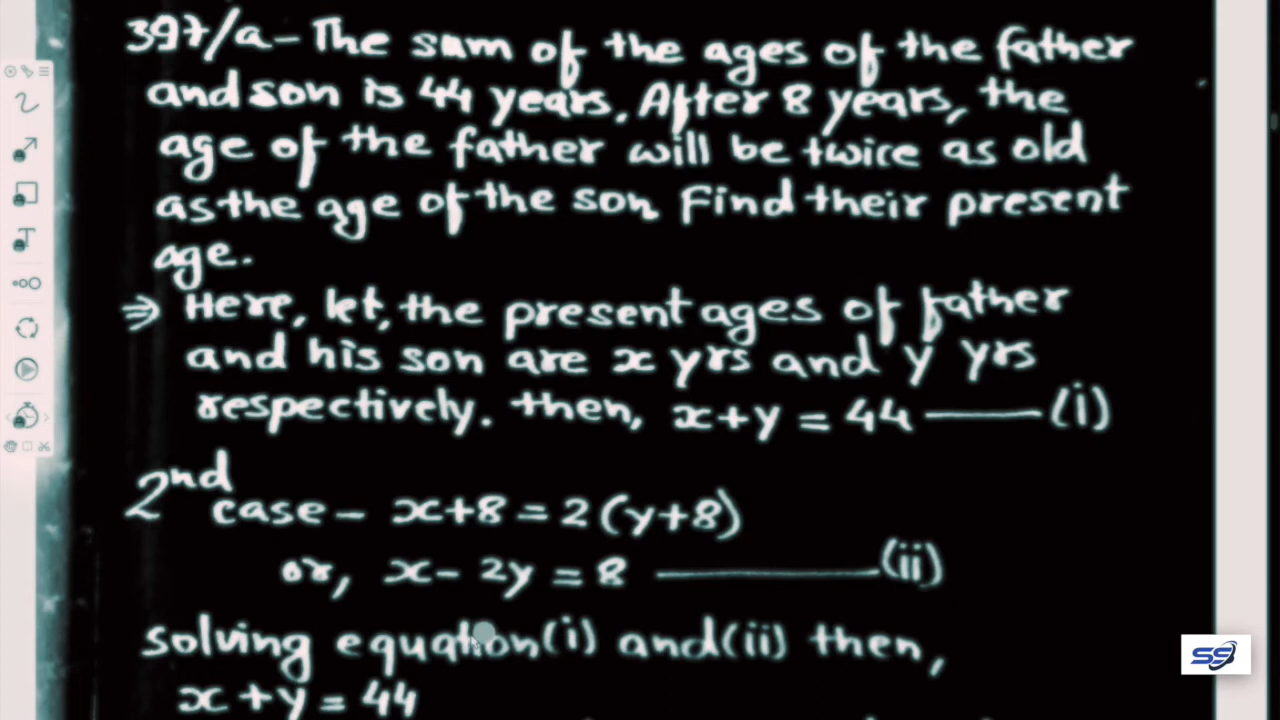 397/a - The sum of the ages of the father
and son is 44 years. After 8 years, the
age of the father will be twice as old
as the age of the son Find their present
age.
⇒ Here, let, the present ages of father
and his son are x yrs and y yrs
respectively. then, x+y = 44 —— (i)
2nd case - x+8 = 2(y+8)
or, x - 2y = 8 —— (ii)
solving equation(i) and(ii) then,
x+y = 44